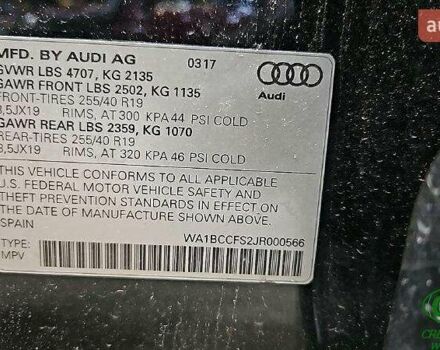 MFD. BY AUDI AG 03 17
GVWR LBS 4707, KG 2135
GAWR FRONT LBS 2502, KG 1135
FRONT-TIRES 255/40 R19
8,5JX19 RIMS, AT 300 KPA 44 PSI COLD
GAWR REAR LBS 2359, KG 1070
REAR-TIRES 255/40 R19
8,5JX19 RIMS, AT 320 KPA 46 PSI COLD
THIS VEHICLE CONFORMS TO ALL APPLICABLE
U.S. FEDERAL MOTOR VEHICLE SAFETY AND
THEFT PREVENTION STANDARDS IN EFFECT ON
THE DATE OF MANUFACTURE SHOWN ABOVE.
SPAIN
WA1BCCFS2JR000566
TYPE:
MPV
Audi